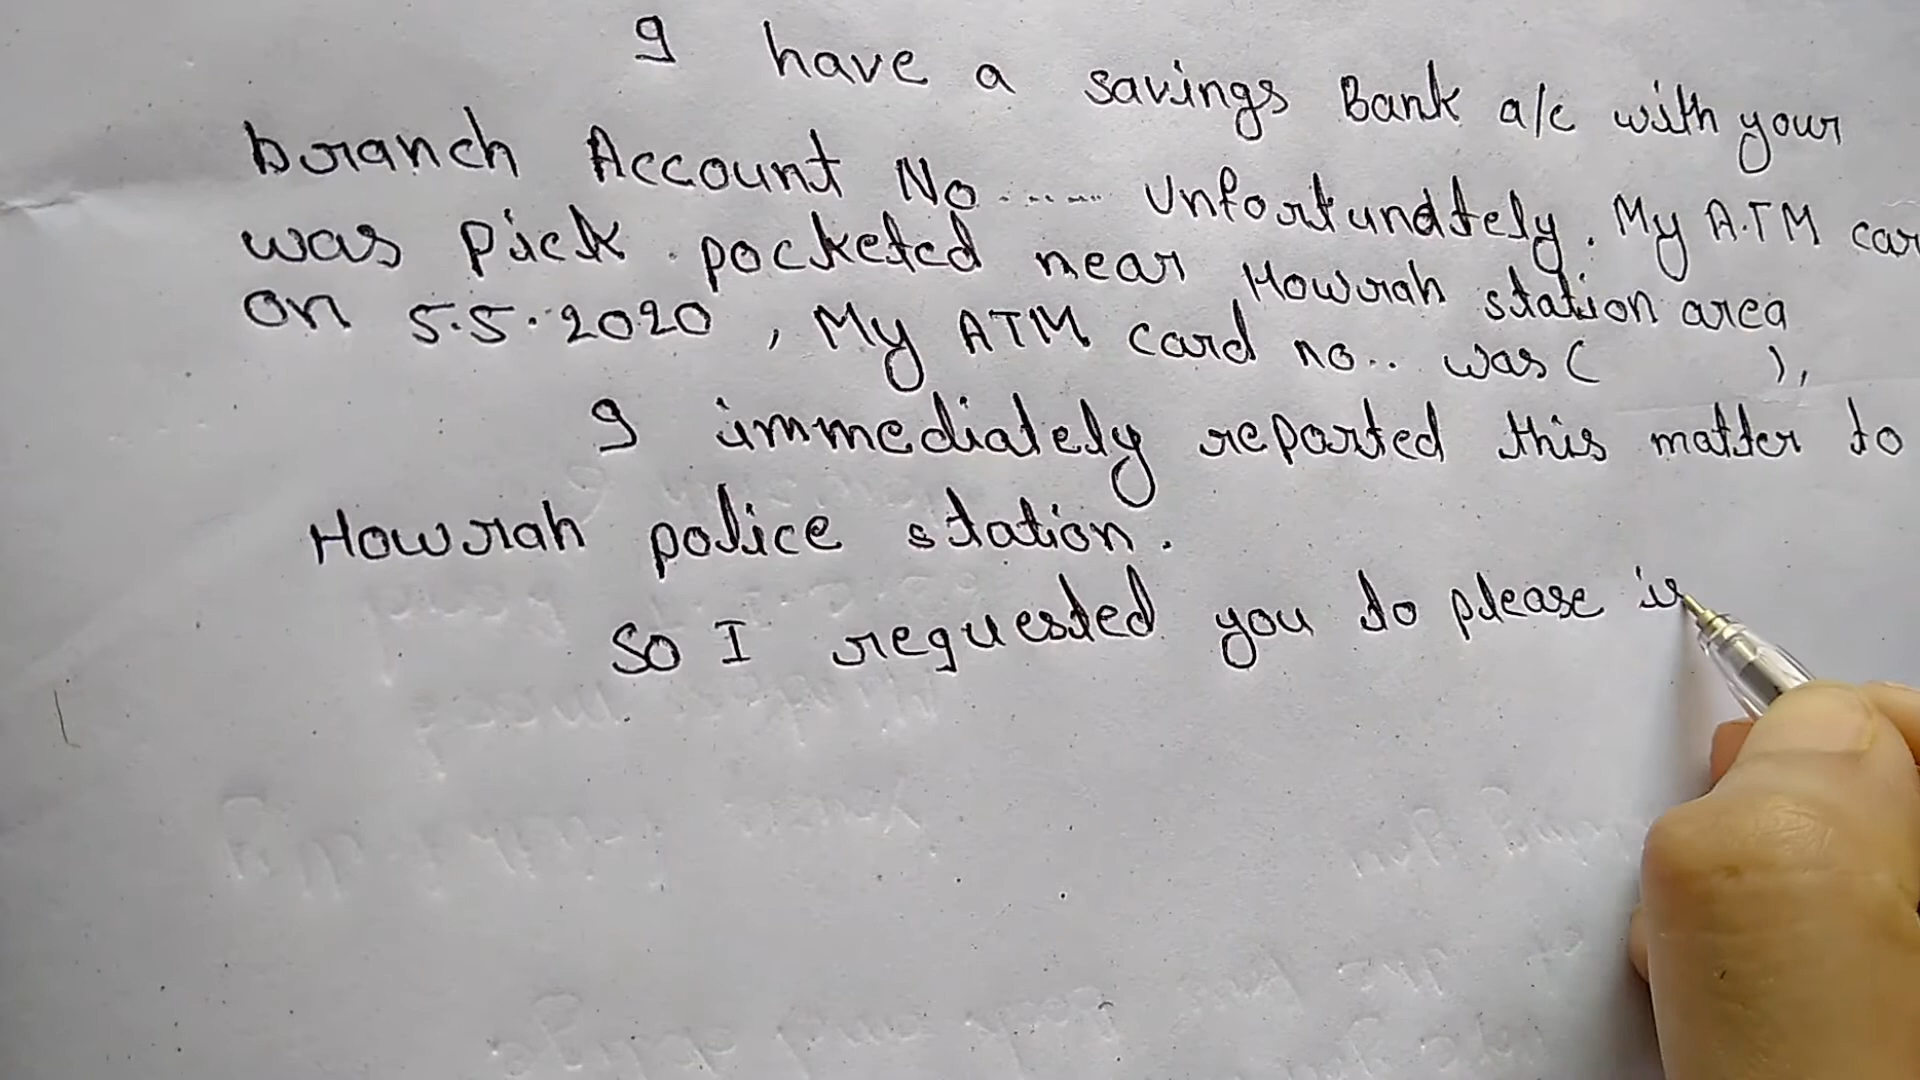 I have a savings Bank a/c with your
branch Account No....... Unfortundtely. My A.TM car
was pick pocketed near Howrah station area
on 5.5.2020, My ATM card no.. was (       ),
I immediately reported this matter to
Howrah police station.
So I requested you to please is